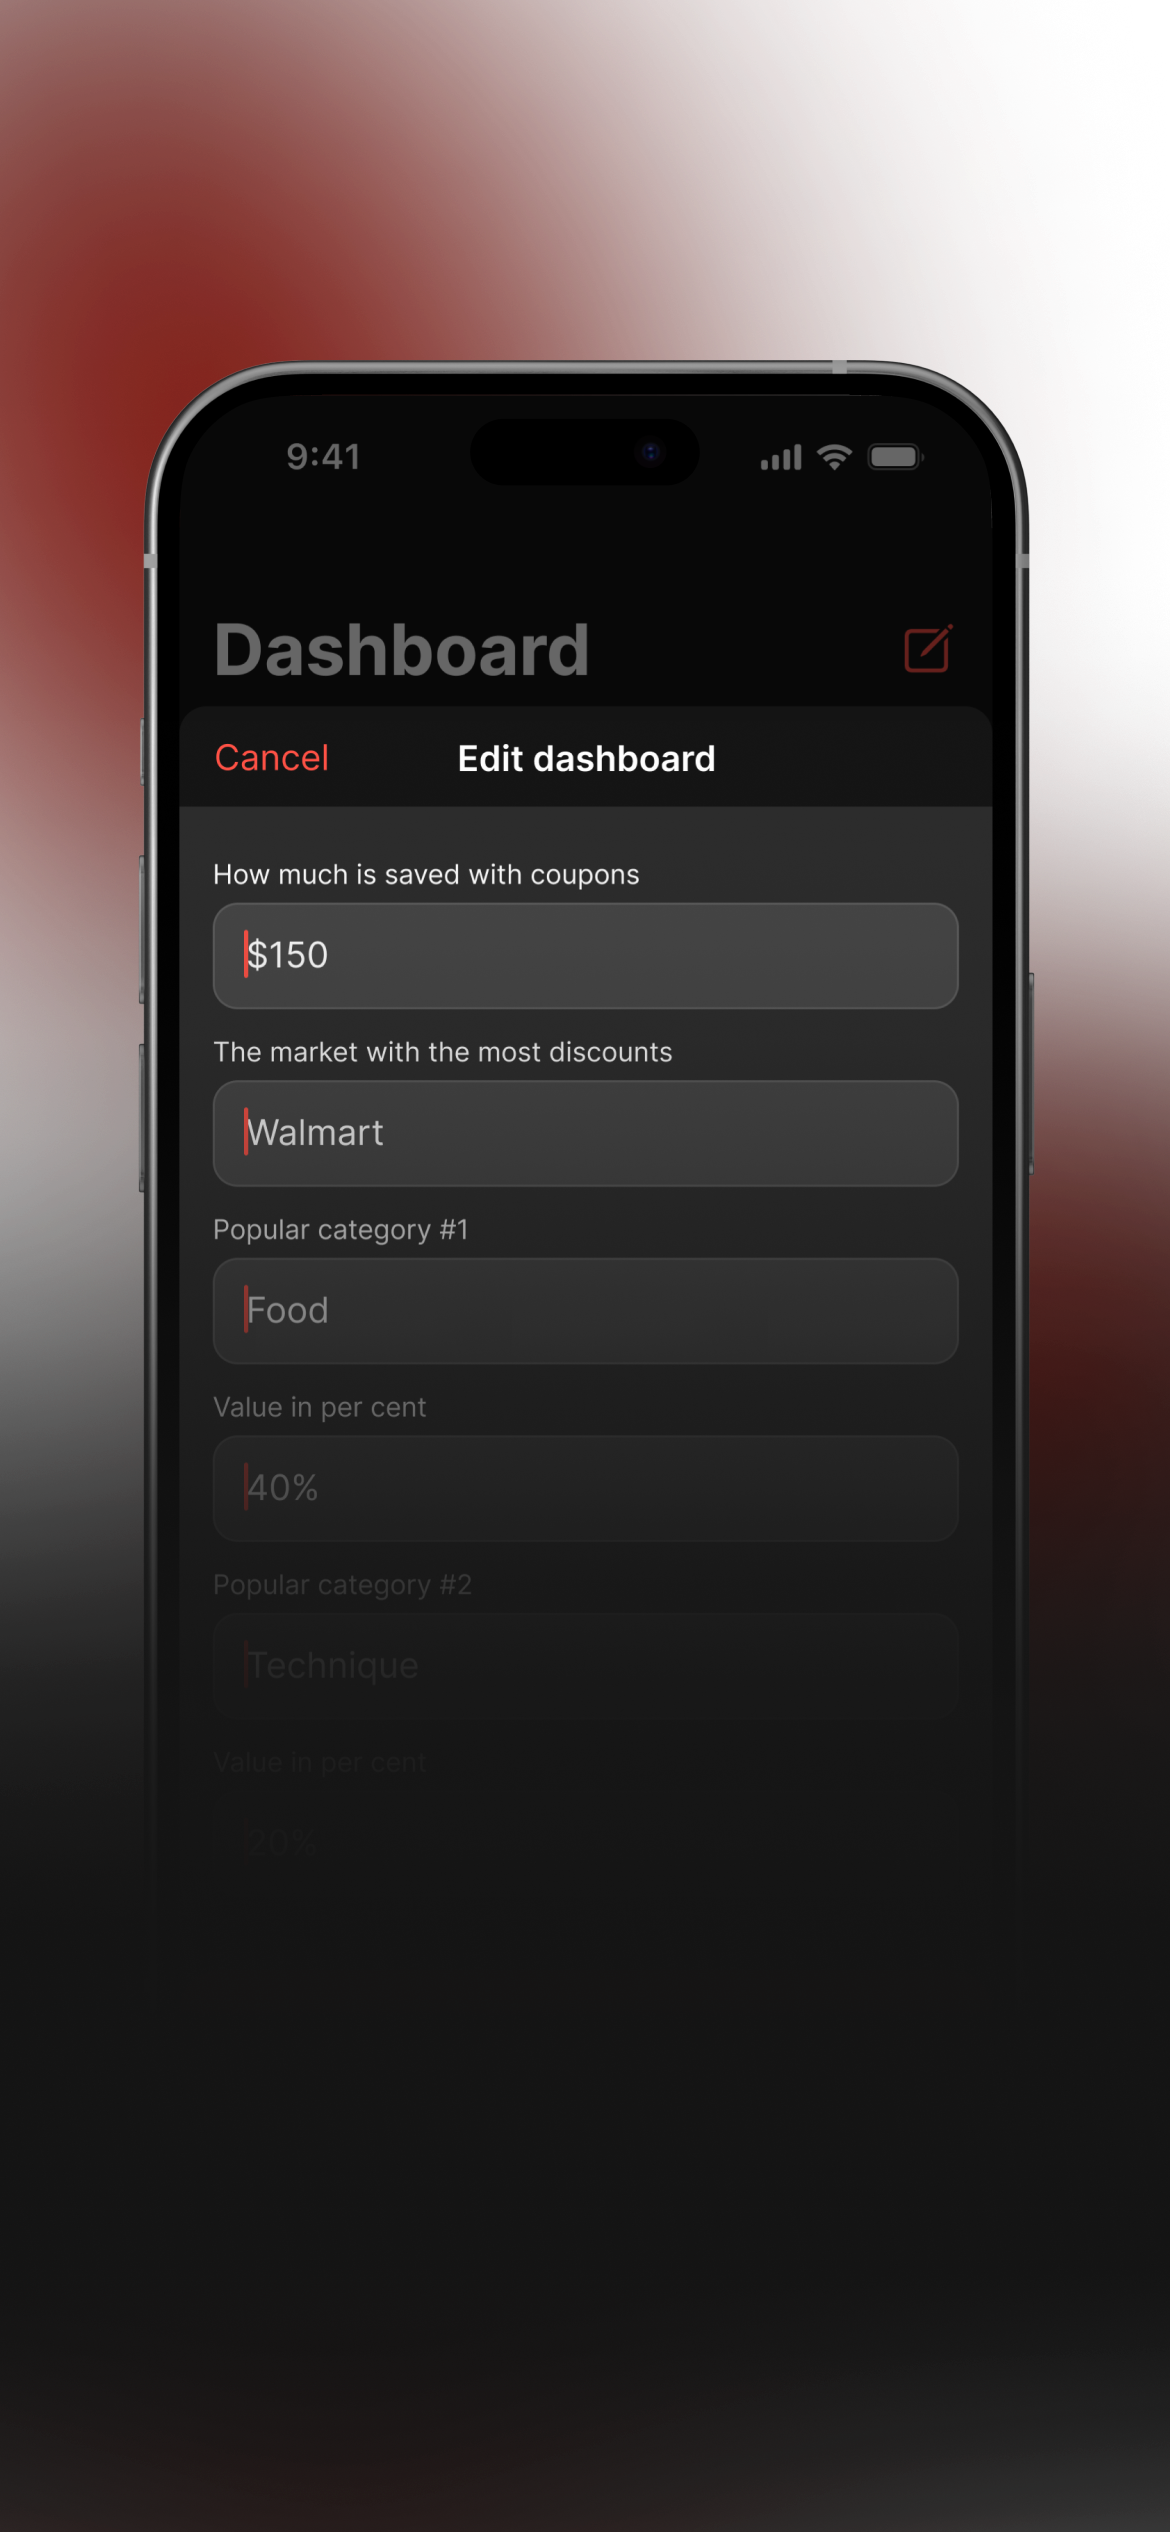 9:41
Dashboard
Cancel
Edit dashboard
How much is saved with coupons
$150
The market with the most discounts
Walmart
Popular category #1
Food
Value in per cent
40%
Popular category #2
Technique
Value in per cent
20%